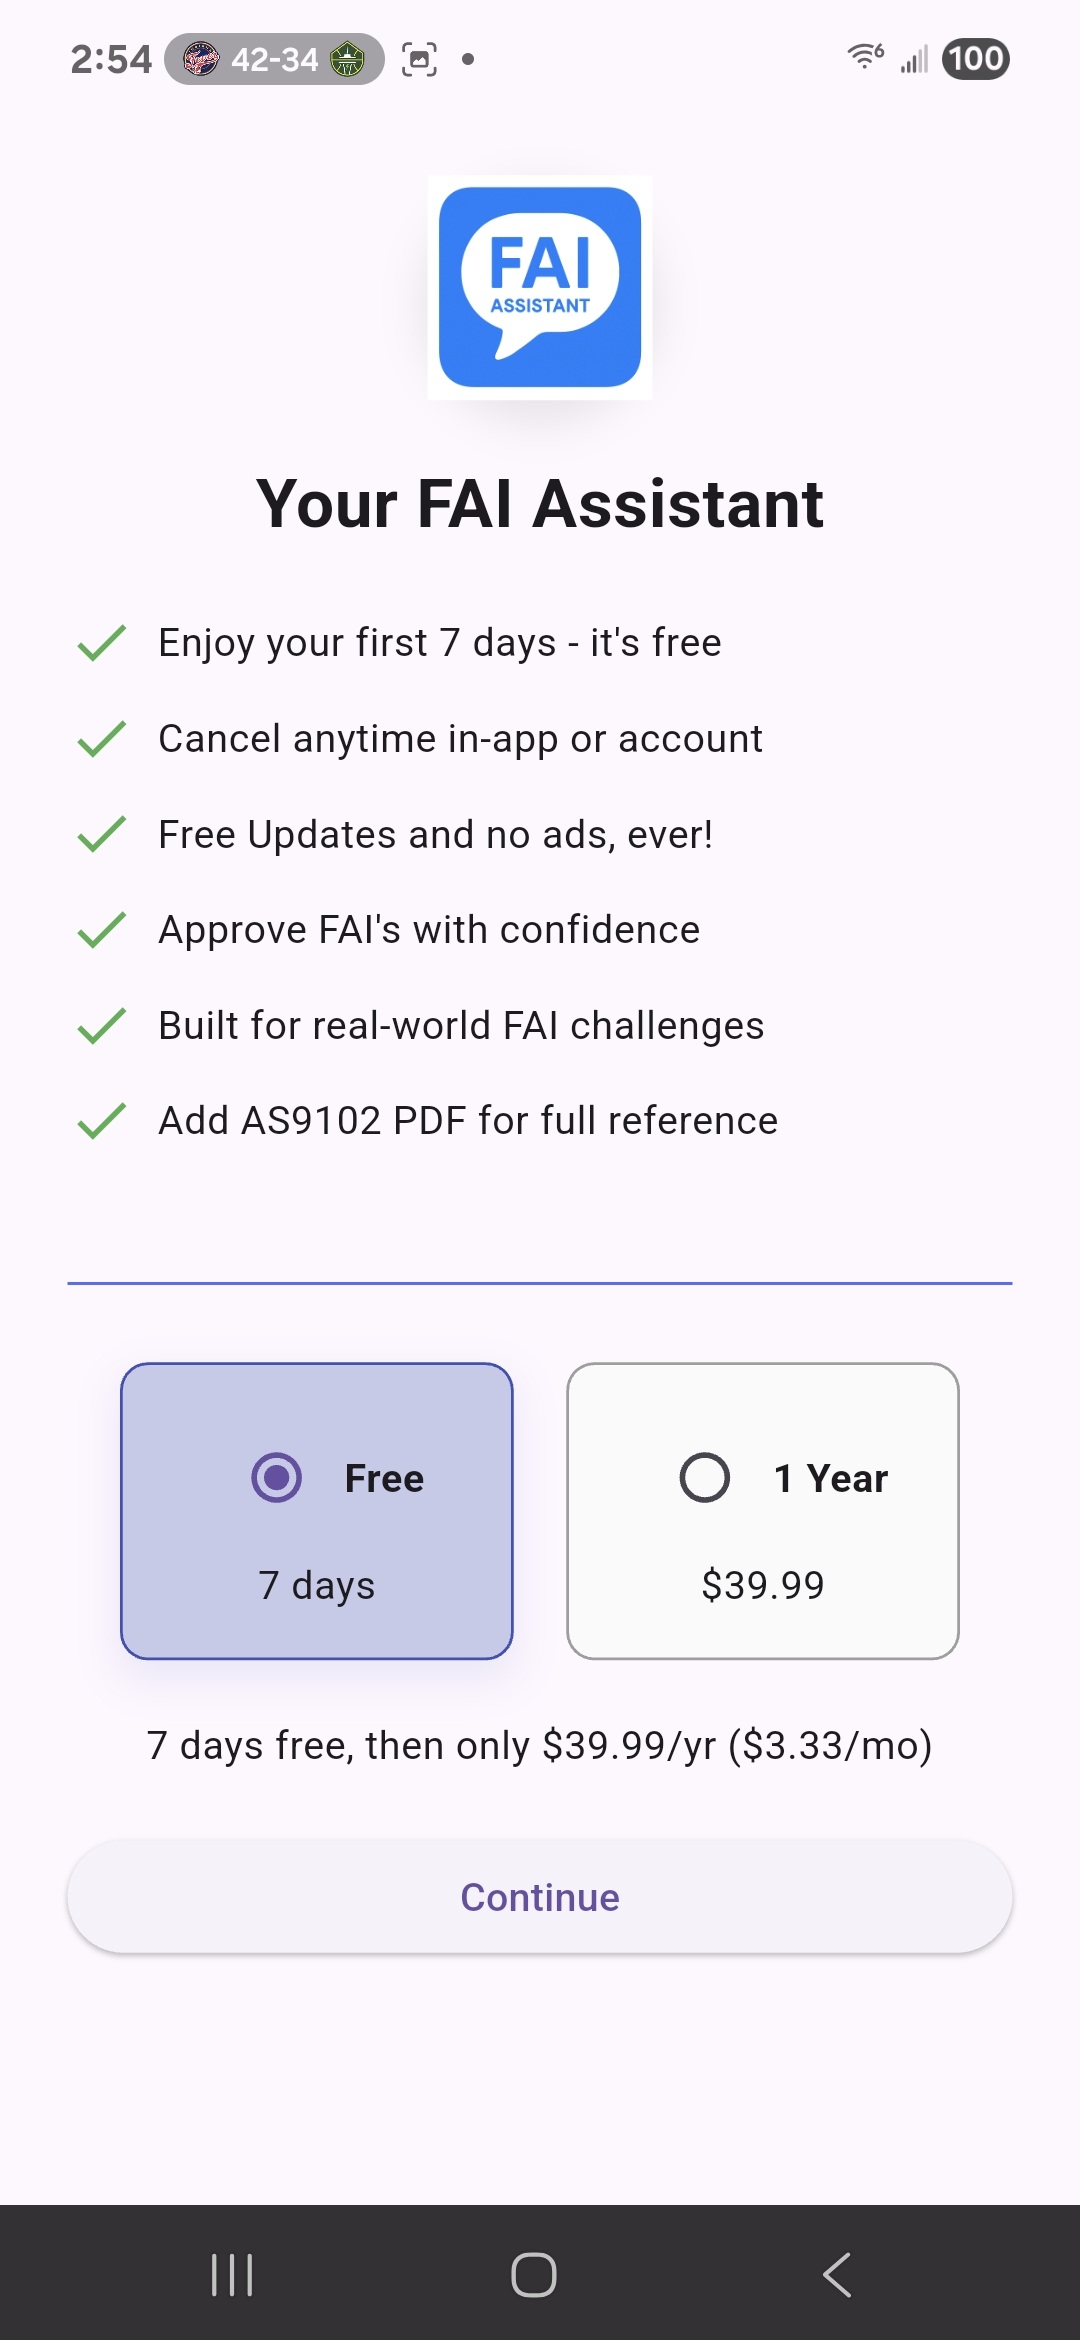 2:54 42-34 6 100
FAI
ASSISTANT
Your FAI Assistant
Enjoy your first 7 days - it's free
Cancel anytime in-app or account
Free Updates and no ads, ever!
Approve FAI's with confidence
Built for real-world FAI challenges
Add AS9102 PDF for full reference
Free
7 days
1 Year
$39.99
7 days free, then only $39.99/yr ($3.33/mo)
Continue